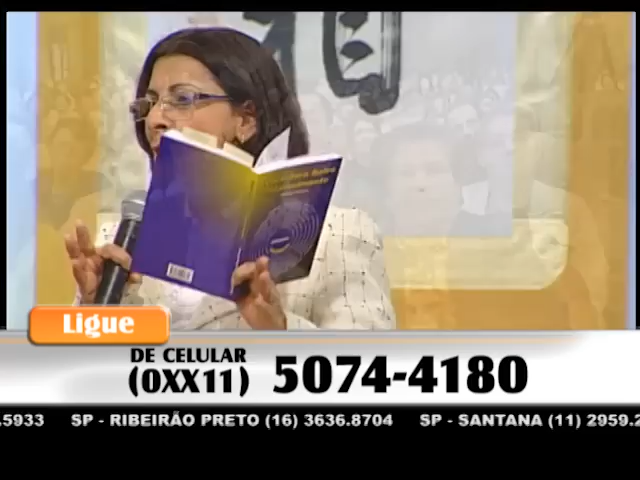 Ligue
DE CELULAR
(0XX11) 5074-4180
.5933 SP - RIBEIRÃO PRETO (16) 3636.8704 SP - SANTANA (11) 2959.2